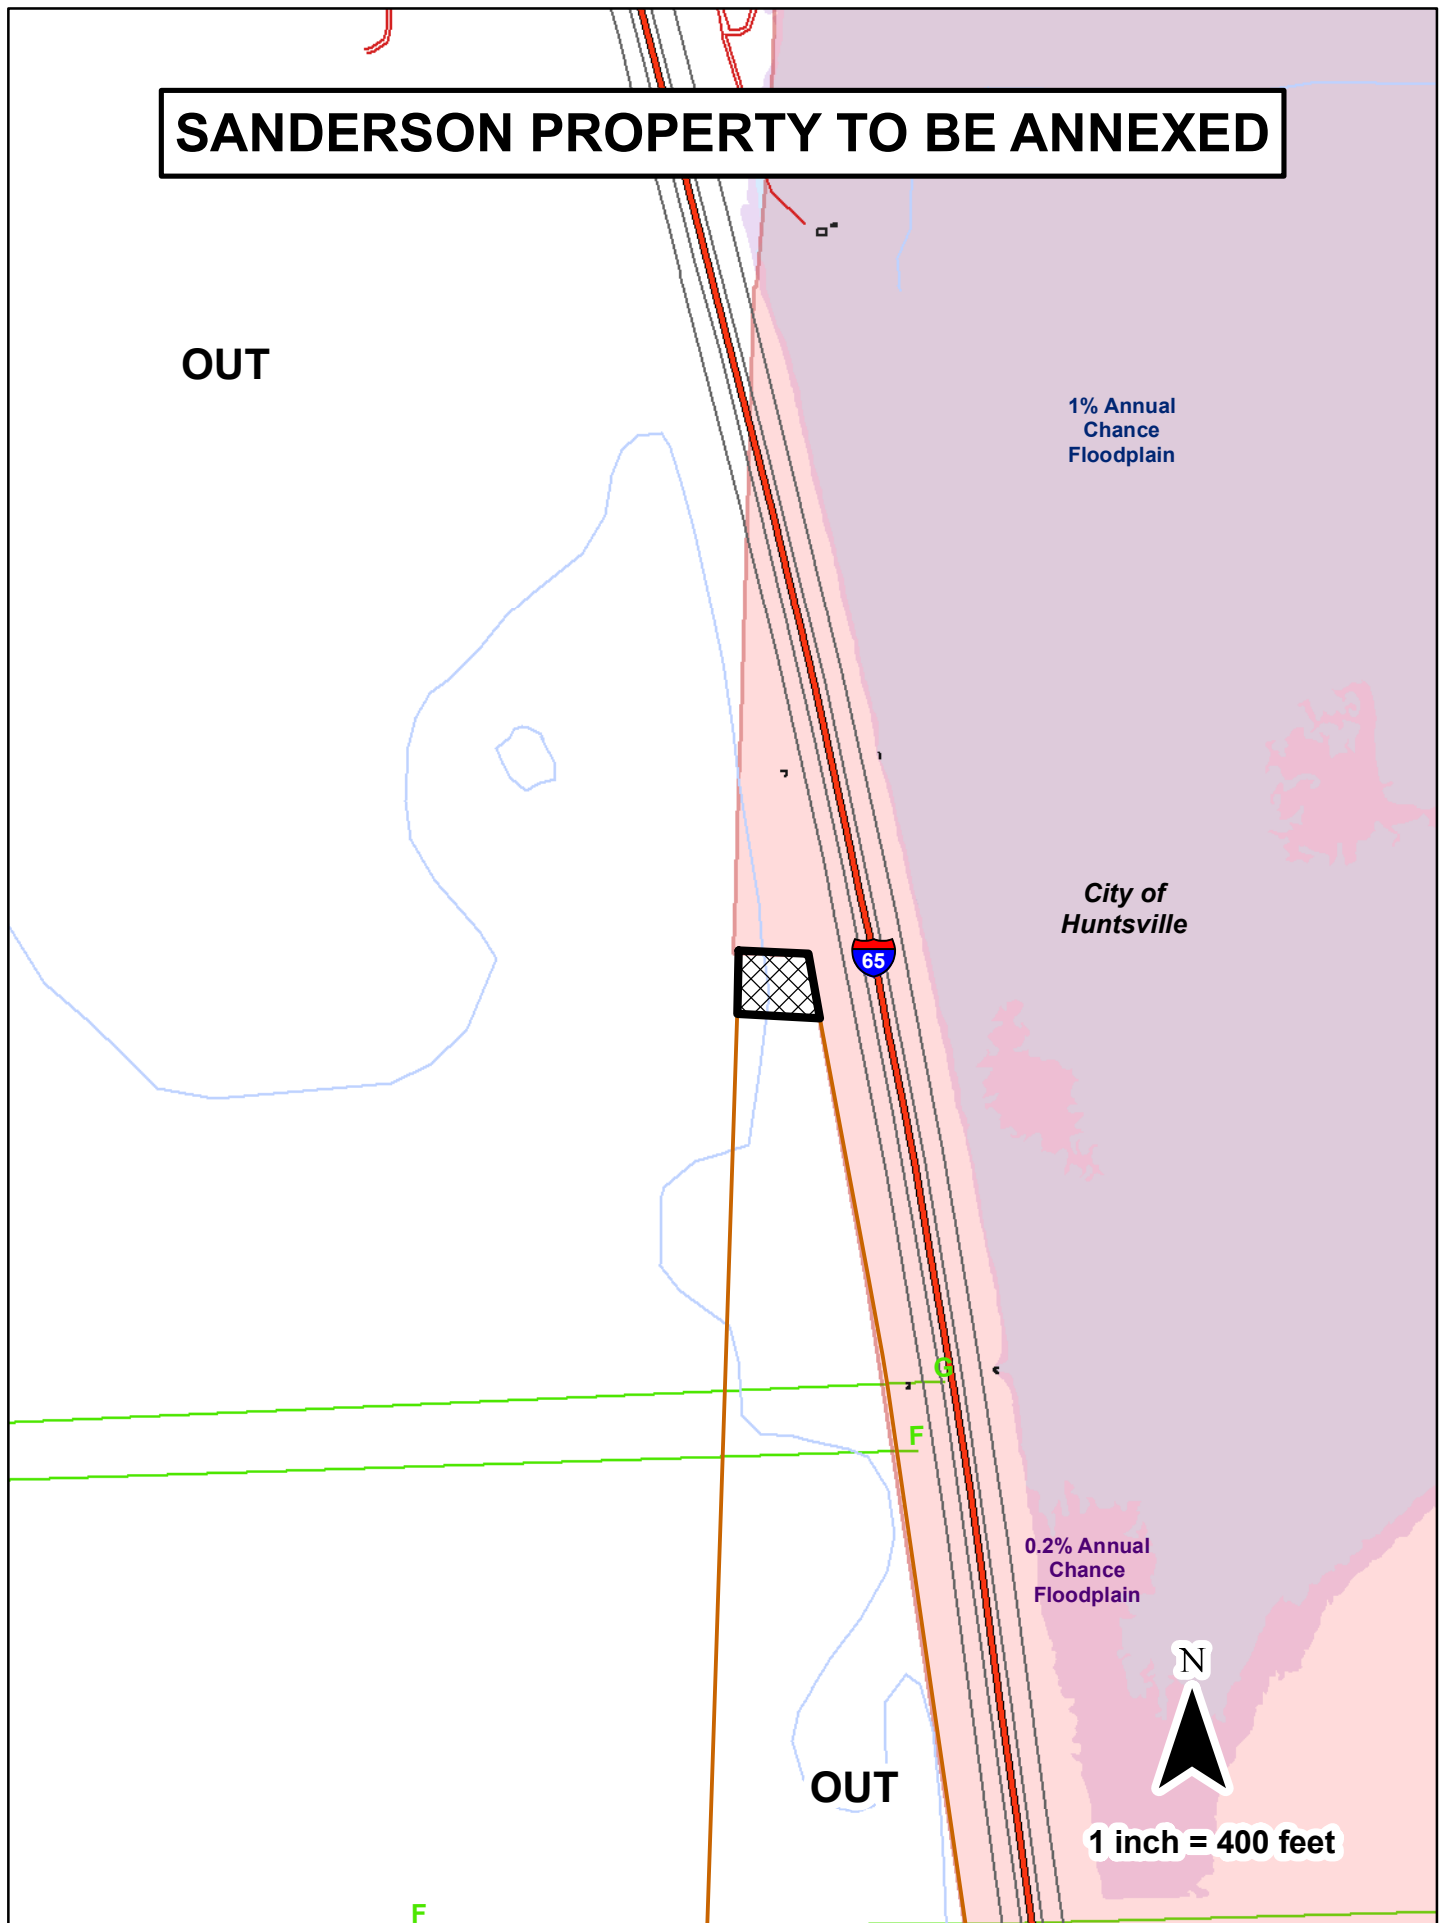 SANDERSON PROPERTY TO BE ANNEXED
OUT
1% Annual
Chance
Floodplain
City of
Huntsville
65
G
F
0.2% Annual
Chance
Floodplain
N
OUT
1 inch = 400 feet
F